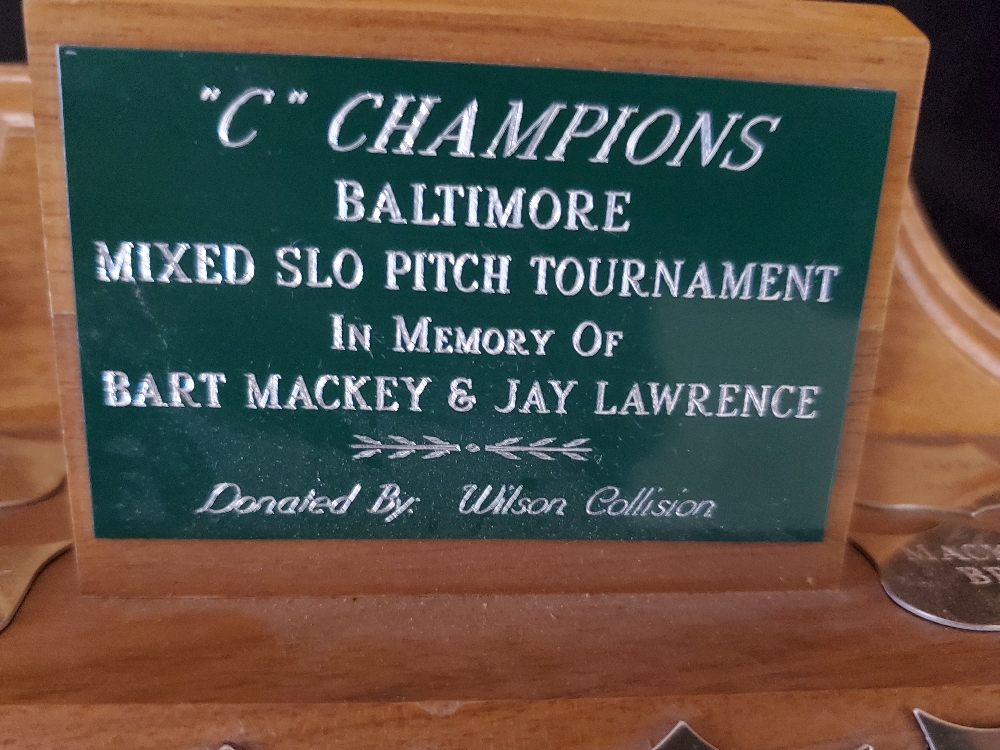 "C" CHAMPIONS
BALTIMORE
MIXED SLO PITCH TOURNAMENT
IN MEMORY OF
BART MACKEY & JAY LAWRENCE
Donated By: Wilson Collision